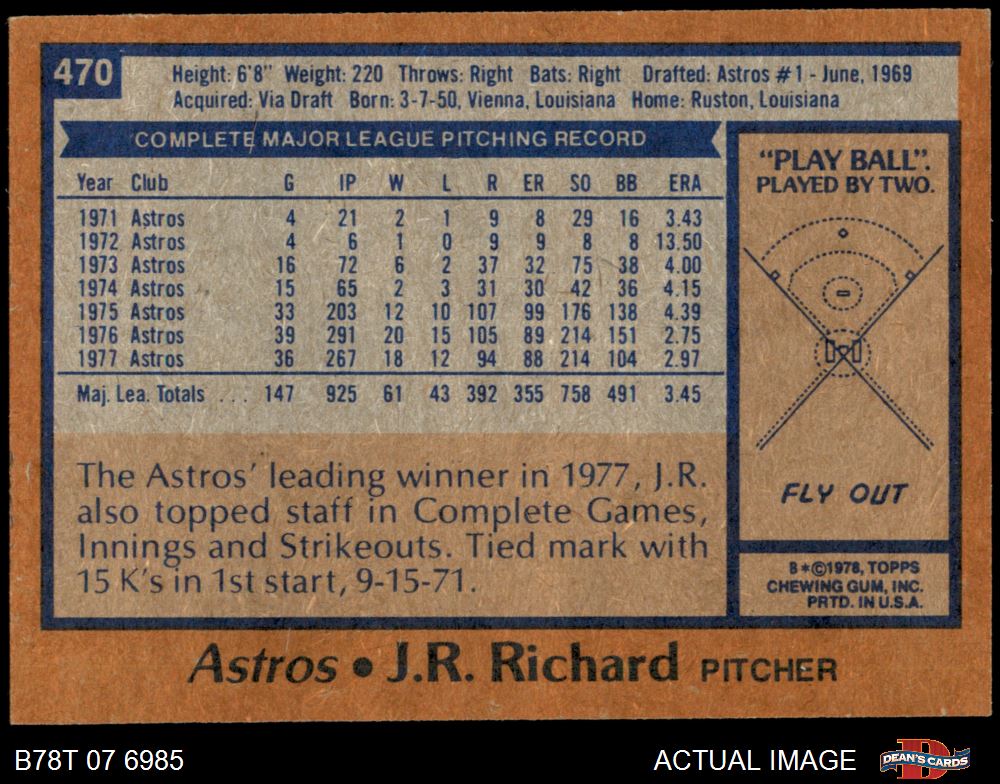 470
Height: 6'8" Weight: 220 Throws: Right Bats: Right Drafted: Astros #1 - June, 1969
Acquired: Via Draft Born: 3-7-50, Vienna, Louisiana Home: Ruston, Louisiana
COMPLETE MAJOR LEAGUE PITCHING RECORD
Year Club G IP W L R ER SO BB ERA
1971 Astros 4 21 2 1 9 8 29 16 3.43
1972 Astros 4 6 1 0 9 9 8 8 13.50
1973 Astros 16 72 6 2 37 32 75 38 4.00
1974 Astros 15 65 2 3 31 30 42 36 4.15
1975 Astros 33 203 12 10 107 99 176 138 4.39
1976 Astros 39 291 20 15 105 89 214 151 2.75
1977 Astros 36 267 18 12 94 88 214 104 2.97
Maj. Lea. Totals . . . 147 925 61 43 392 355 758 491 3.45
The Astros' leading winner in 1977, J.R.
also topped staff in Complete Games,
Innings and Strikeouts. Tied mark with
15 K's in 1st start, 9-15-71.
"PLAY BALL".
PLAYED BY TWO.
FLY OUT
B*©1978, TOPPS
CHEWING GUM, INC.
PRTD. IN U.S.A.
Astros • J.R. Richard PITCHER
B78T 07 6985
ACTUAL IMAGE
D
DEAN'S CARDS